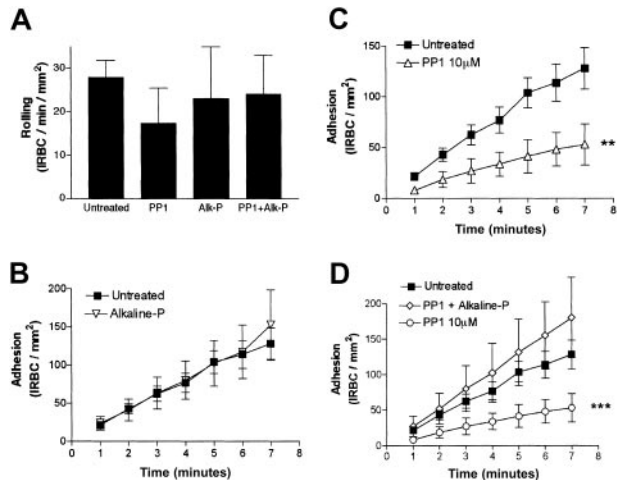 A
Rolling
(IRBC / min / mm²)
30
20
10
0
Untreated PP1 Alk-P PP1+Alk-P
B
Untreated
Alkaline-P
Adhesion
(IRBC / mm²)
200
150
100
50
0
0 1 2 3 4 5 6 7 8
Time (minutes)
C
Untreated
PP1 10µM
Adhesion
(IRBC / mm²)
150
100
50
0
**
0 1 2 3 4 5 6 7 8
Time (minutes)
D
Untreated
PP1 + Alkaline-P
PP1 10µM
Adhesion
(IRBC / mm²)
200
150
100
50
0
***
0 1 2 3 4 5 6 7 8
Time (minutes)